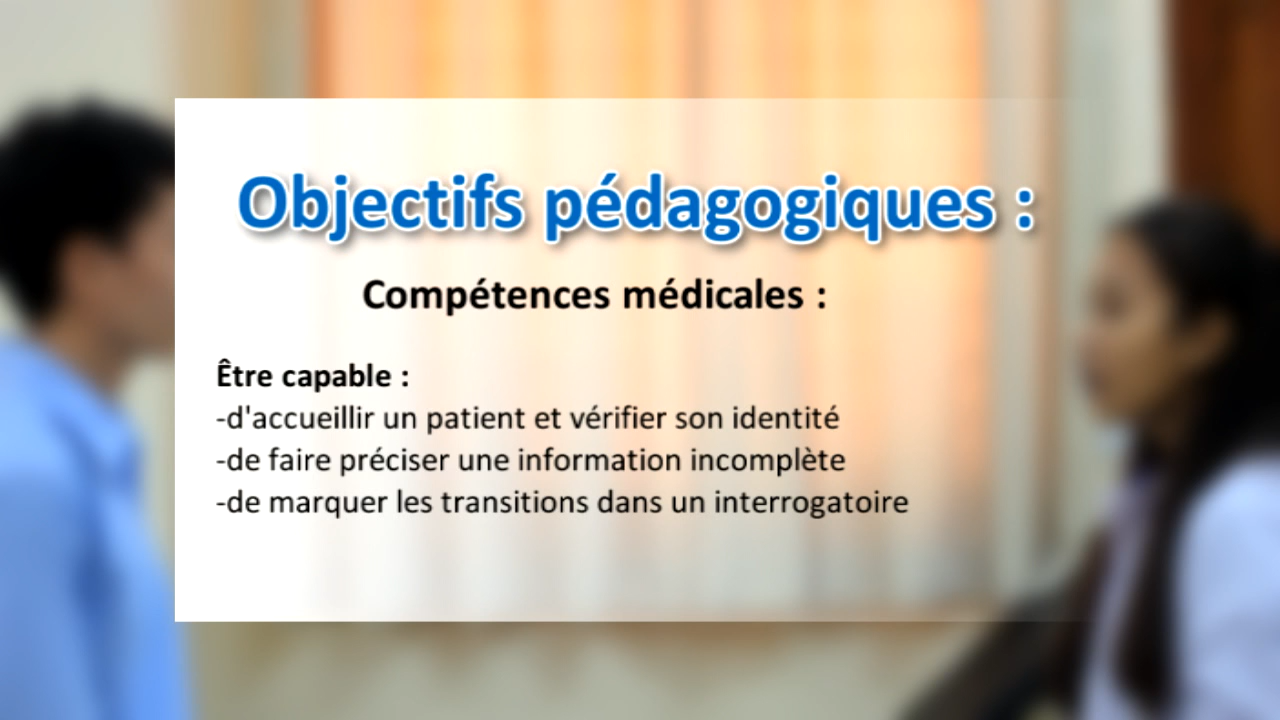 Objectifs pédagogiques :
Compétences médicales :
Être capable :
-d'accueillir un patient et vérifier son identité
-de faire préciser une information incomplète
-de marquer les transitions dans un interrogatoire